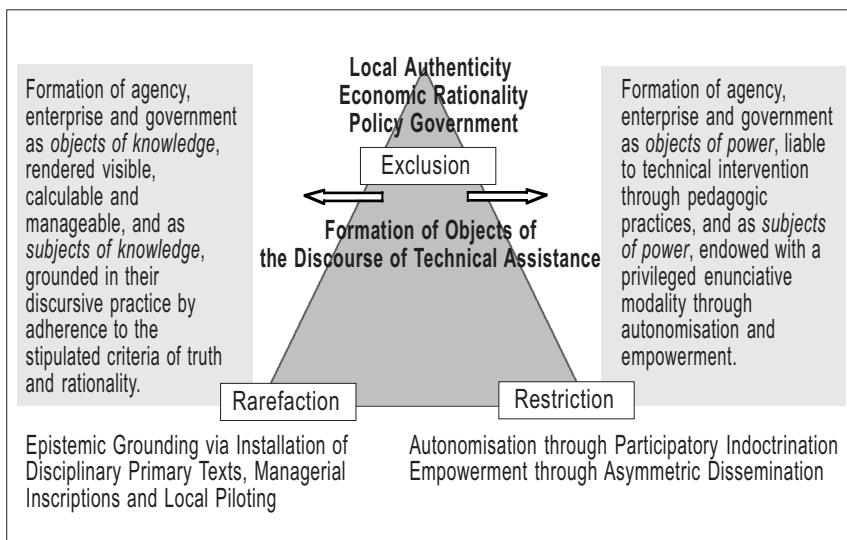 Local Authenticity
Economic Rationality
Policy Government
Exclusion
Formation of agency,
enterprise and government
as objects of knowledge,
rendered visible,
calculable and
manageable, and as
subjects of knowledge,
grounded in their
discursive practice by
adherence to the
stipulated criteria of truth
and rationality.
Formation of Objects of
the Discourse of Technical Assistance
Formation of agency,
enterprise and government
as objects of power, liable
to technical intervention
through pedagogic
practices, and as subjects
of power, endowed with a
privileged enunciative
modality through
autonomisation and
empowerment.
Rarefaction
Restriction
Epistemic Grounding via Installation of
Disciplinary Primary Texts, Managerial
Inscriptions and Local Piloting
Autonomisation through Participatory Indoctrination
Empowerment through Asymmetric Dissemination